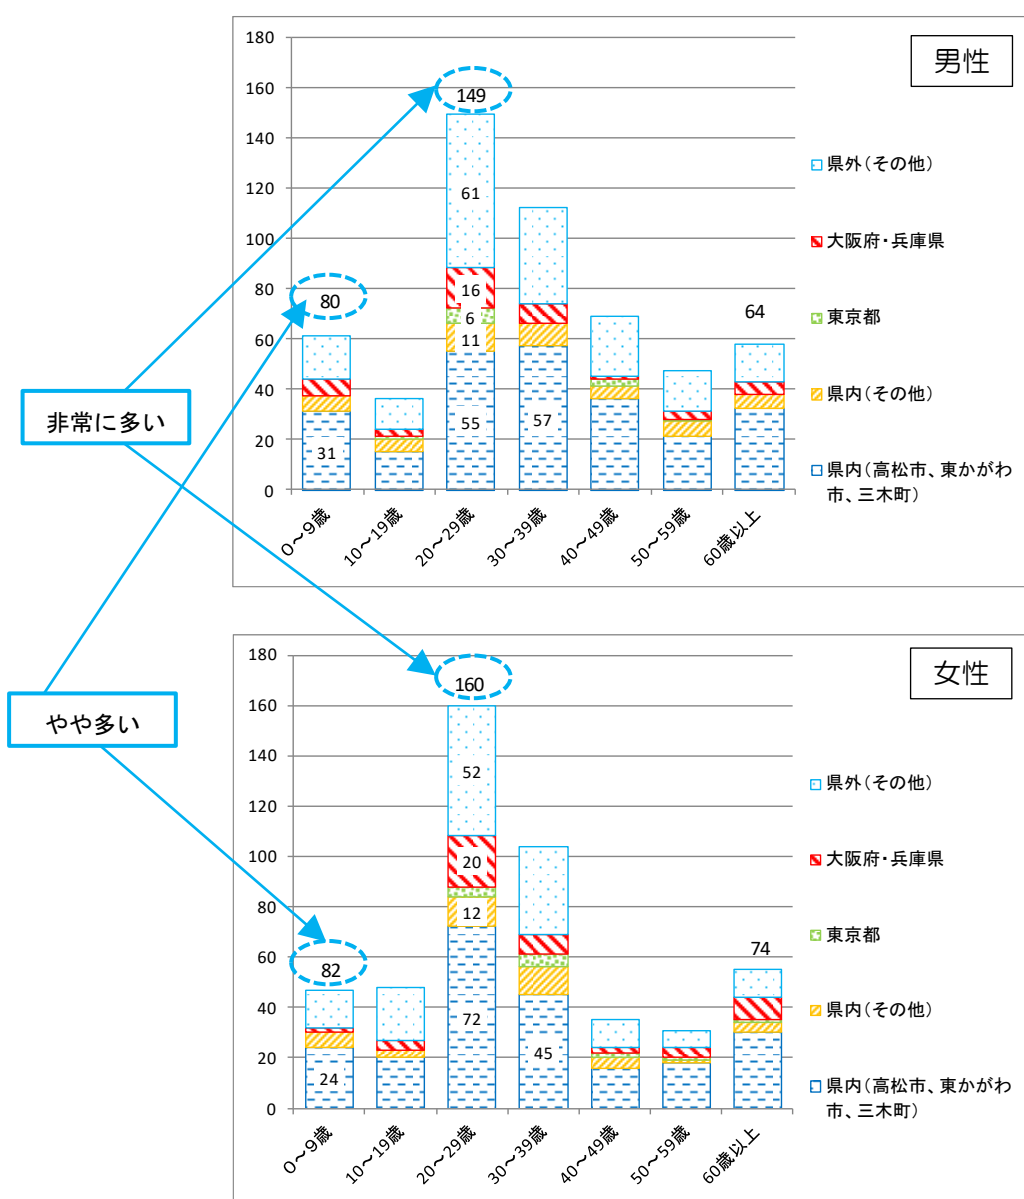 男性
180
160
140
120
100
80
60
40
20
0
149
61
16
6
11
55
80
31
57
64
0～9歳
10～19歳
20～29歳
30～39歳
40～49歳
50～59歳
60歳以上
県外（その他）
大阪府・兵庫県
東京都
県内（その他）
県内（高松市、東かがわ
市、三木町）
非常に多い
やや多い
女性
180
160
140
120
100
80
60
40
20
0
160
52
20
12
72
82
24
45
74
0～9歳
10～19歳
20～29歳
30～39歳
40～49歳
50～59歳
60歳以上
県外（その他）
大阪府・兵庫県
東京都
県内（その他）
県内（高松市、東かがわ
市、三木町）